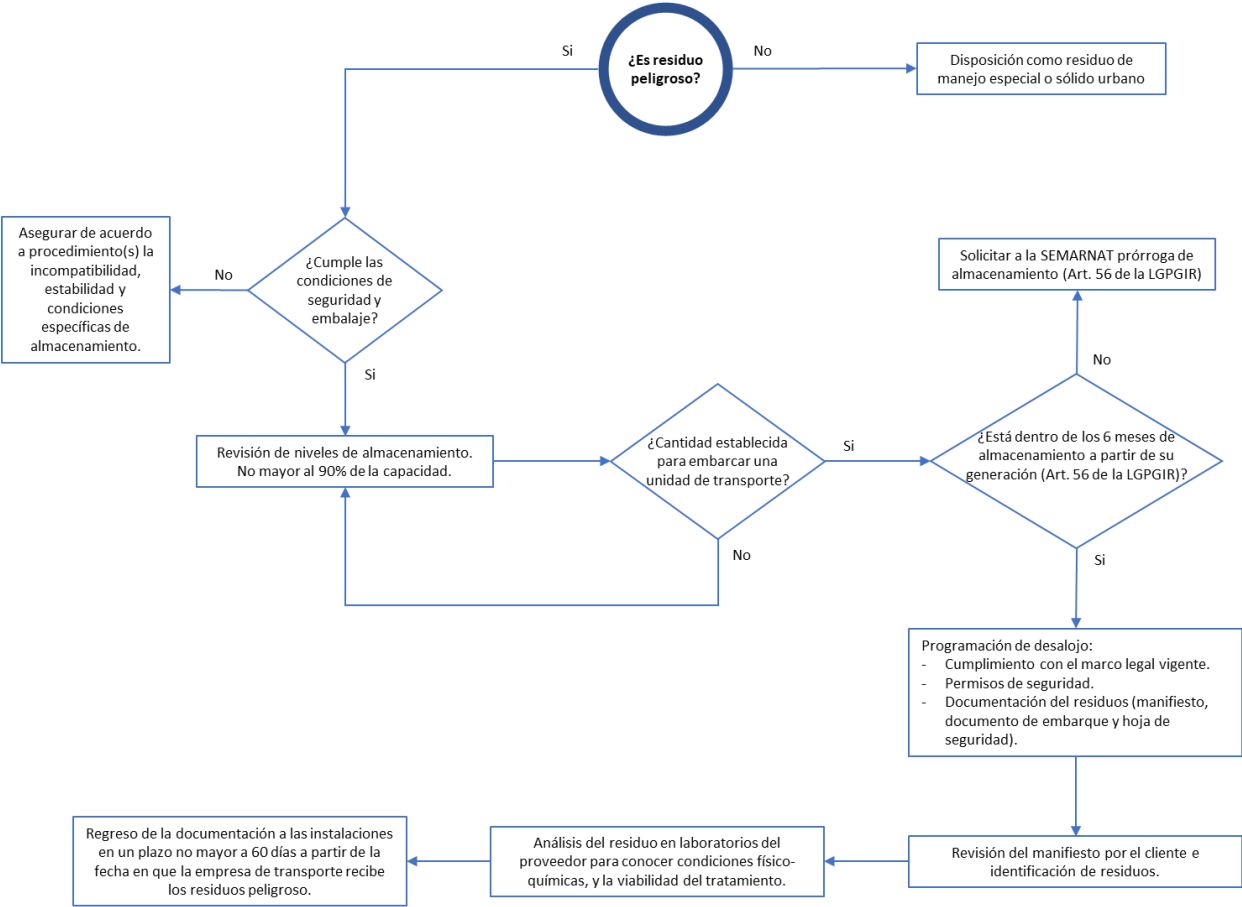 ¿Es residuo
peligroso?
Si
No
Disposición como residuo de
manejo especial o sólido urbano
Asegurar de acuerdo
a procedimiento(s) la
incompatibilidad,
estabilidad y
condiciones
específicas de
almacenamiento.
No
¿Cumple las
condiciones de
seguridad y
embalaje?
Si
Solicitar a la SEMARNAT prórroga de
almacenamiento (Art. 56 de la LGPGIR)
No
Revisión de niveles de almacenamiento.
No mayor al 90% de la capacidad.
¿Cantidad establecida
para embarcar una
unidad de transporte?
Si
No
¿Está dentro de los 6 meses de
almacenamiento a partir de su
generación (Art. 56 de la LGPGIR)?
Si
Programación de desalojo:
- Cumplimiento con el marco legal vigente.
- Permisos de seguridad.
- Documentación del residuos (manifiesto,
documento de embarque y hoja de
seguridad).
Revisión del manifiesto por el cliente e
identificación de residuos.
Análisis del residuo en laboratorios del
proveedor para conocer condiciones físico-
químicas, y la viabilidad del tratamiento.
Regreso de la documentación a las instalaciones
en un plazo no mayor a 60 días a partir de la
fecha en que la empresa de transporte recibe
los residuos peligroso.